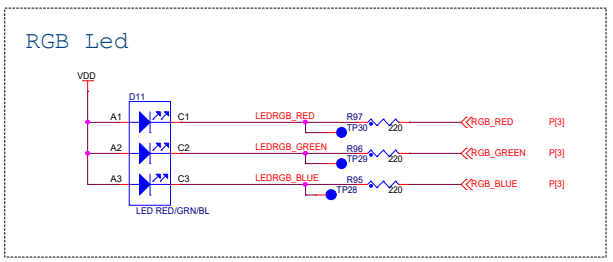 RGB Led
VDD
D11
A1 C1 LEDRGB_RED R97 220 RGB_RED P[3]
TP30
A2 C2 LEDRGB_GREEN R96 220 RGB_GREEN P[3]
TP29
A3 C3 LEDRGB_BLUE R95 220 RGB_BLUE P[3]
TP28
LED RED/GRN/BL